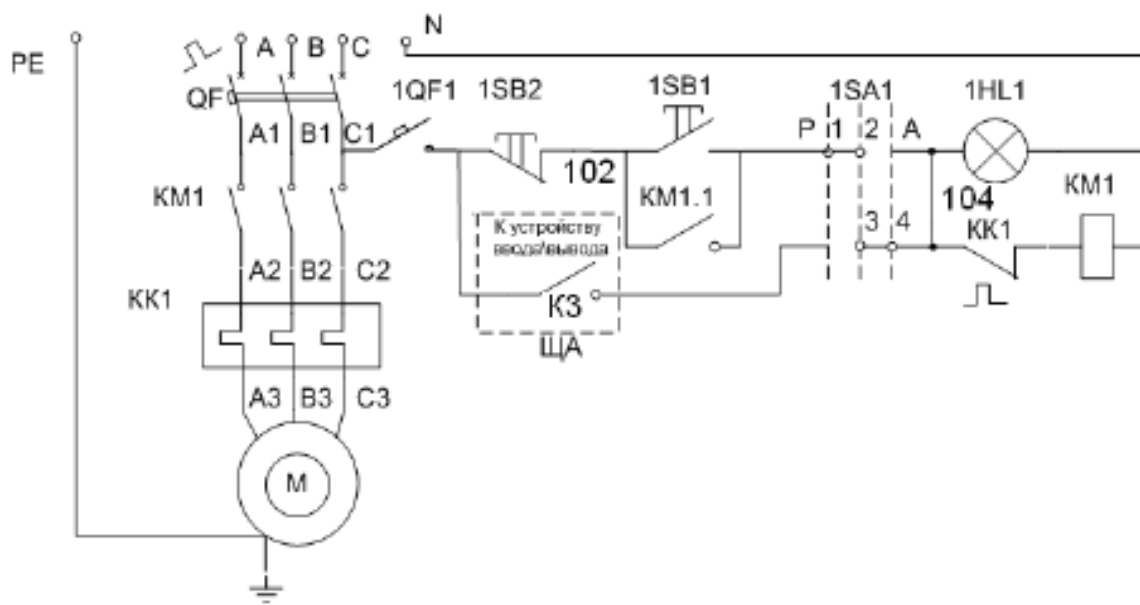 PE
A B C N
QF
1QF1 1SB2 1SB1 1SA1 1HL1
A1 B1 C1
P 1 2 A
102
104
KM1
KM1.1
KM1
К устройству
ввода\вывода
3 4
KK1
A2 B2 C2
KK1
K3
ЩА
A3 B3 C3
M